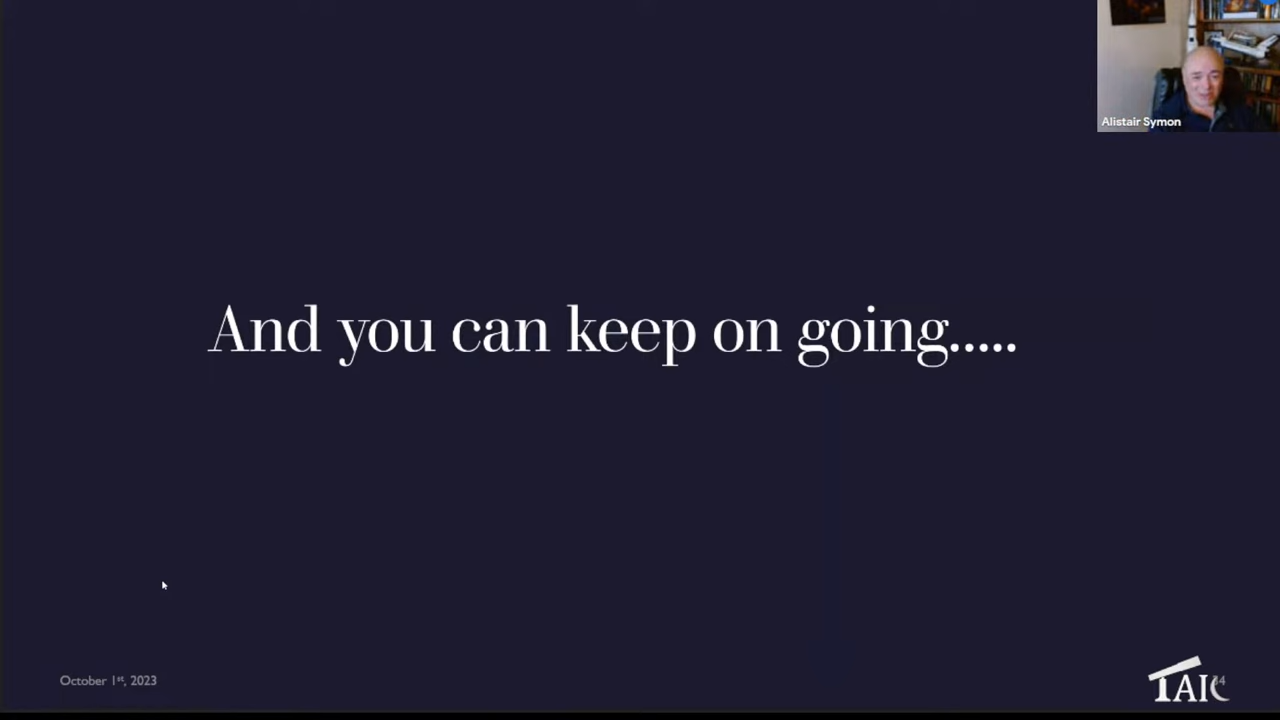 Alistair Symon
And you can keep on going.....
October 1st, 2023
TAIC